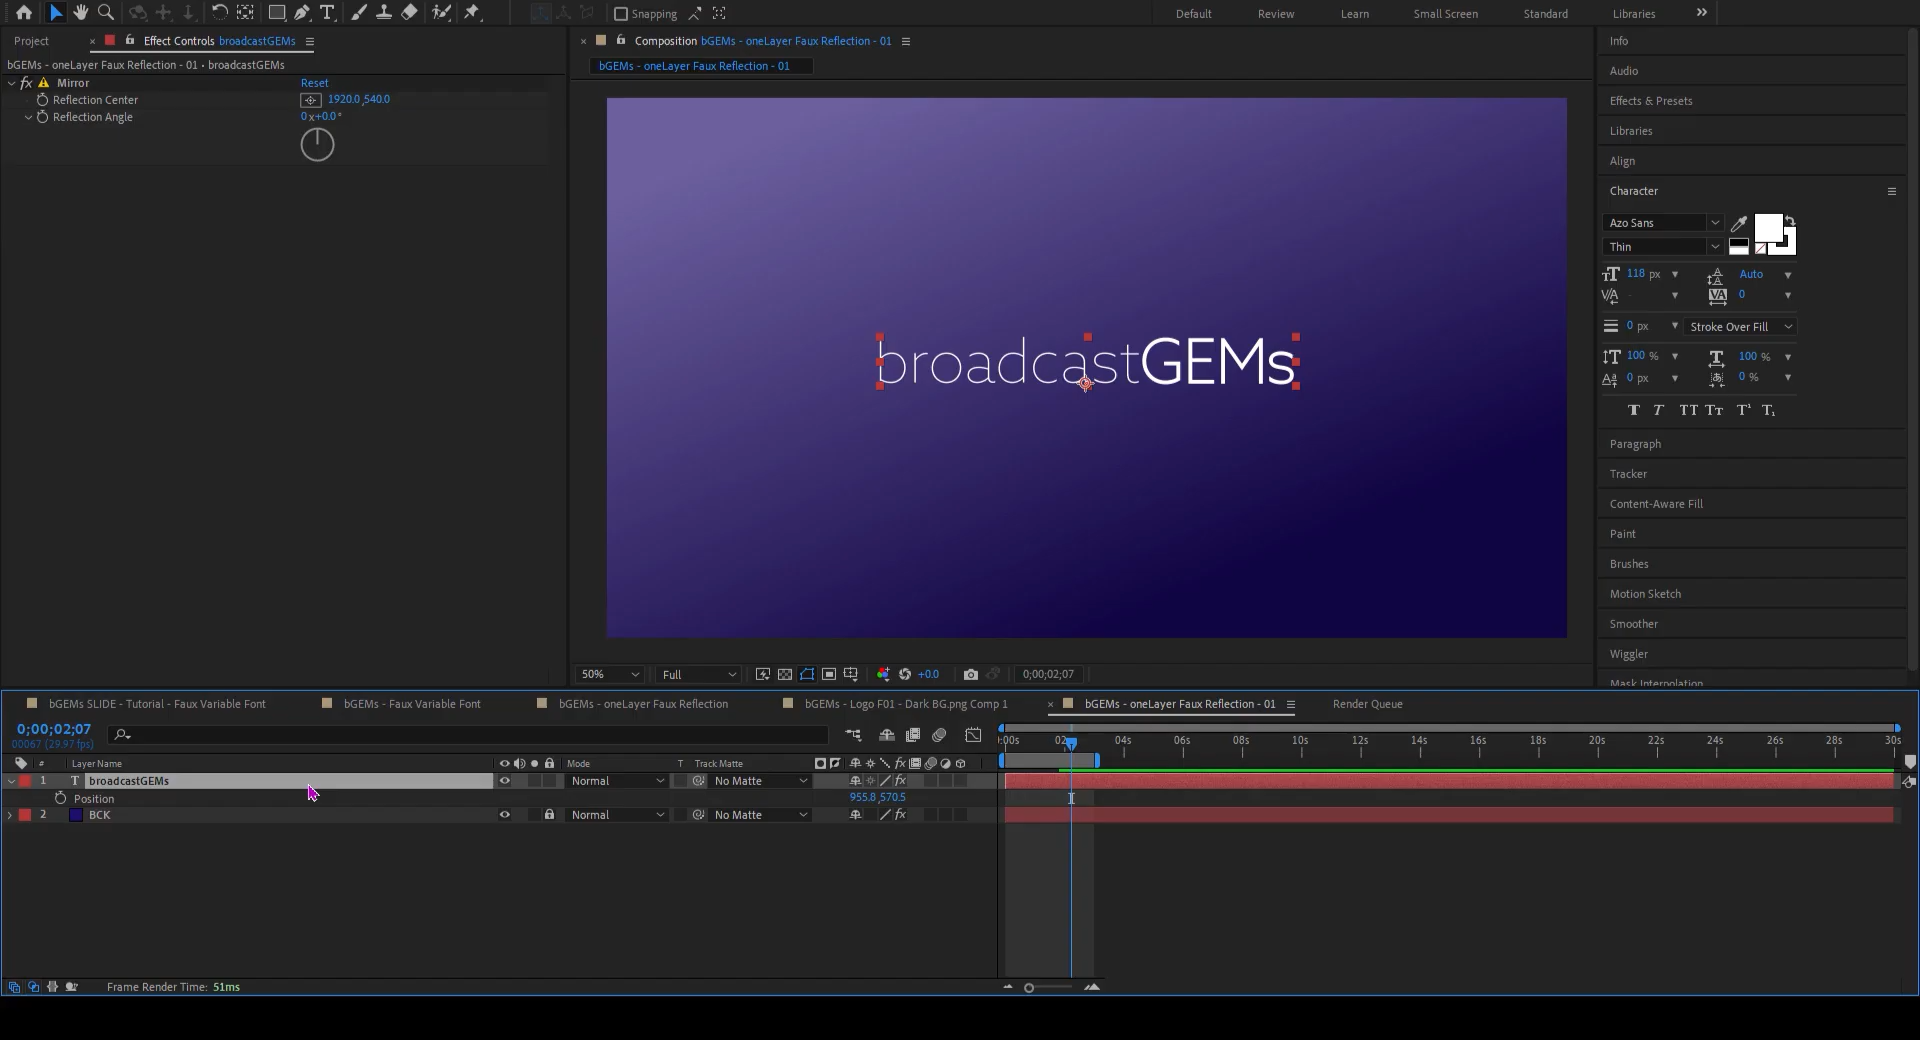 Snapping
Default
Review
Learn
Small Screen
Standard
Libraries
Project
Effect Controls broadcastGEMs
bGEMs - oneLayer Faux Reflection - 01 • broadcastGEMs
fx Mirror Reset
Reflection Center 1920.0,540.0
Reflection Angle 0x+0.0°
Composition bGEMs - oneLayer Faux Reflection - 01
bGEMs - oneLayer Faux Reflection - 01
broadcastGEMs
50% Full +0.0 0;00;02;07
Info
Audio
Effects & Presets
Libraries
Align
Character
Azo Sans
Thin
118 px Auto
0
0 px Stroke Over Fill
100 % 100 %
0 px 0 %
Paragraph
Tracker
Content-Aware Fill
Paint
Brushes
Motion Sketch
Smoother
Wiggler
Mask Interpolation
bGEMs SLIDE - Tutorial - Faux Variable Font
bGEMs - Faux Variable Font
bGEMs - oneLayer Faux Reflection
bGEMs - Logo F01 - Dark BG.png Comp 1
bGEMs - oneLayer Faux Reflection - 01
Render Queue
0;00;02;07
00067 (29.97 fps)
:00s 02 04s 06s 08s 10s 12s 14s 16s 18s 20s 22s 24s 26s 28s 30s
# Layer Name Mode T Track Matte
1 T broadcastGEMs Normal No Matte
Position 955.8,570.5
2 BCK Normal No Matte
Frame Render Time: 51ms